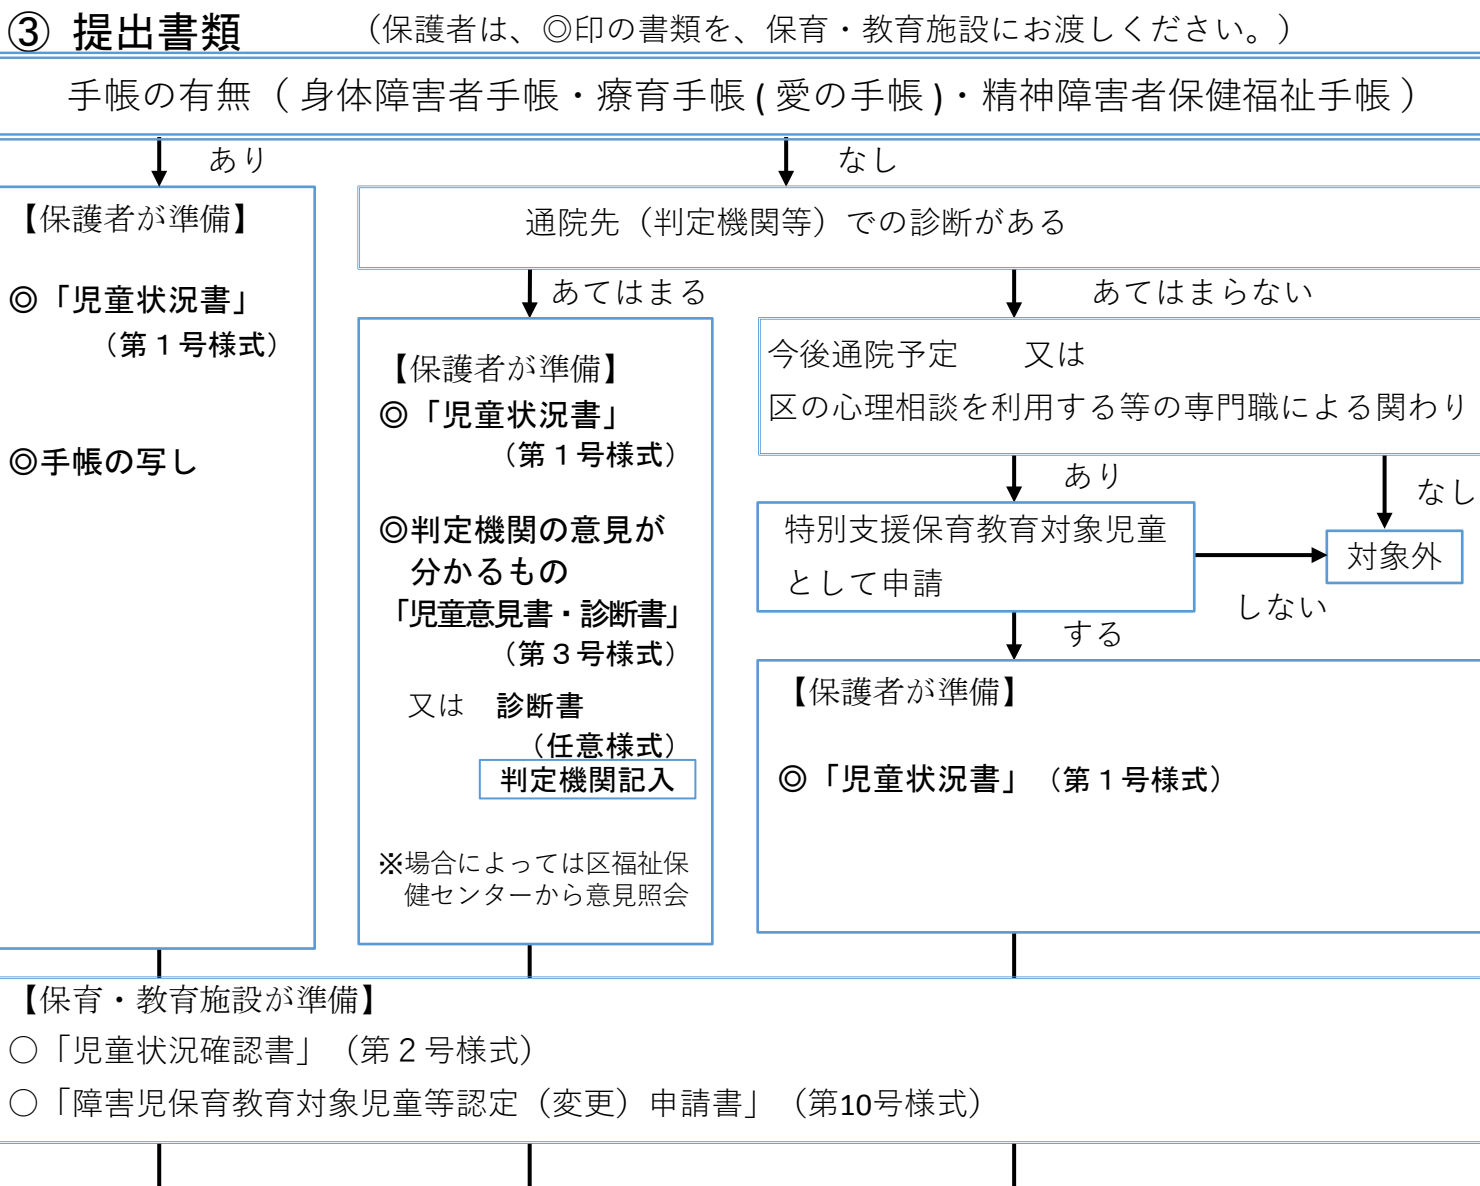 ③ 提出書類 （保護者は、◎印の書類を、保育・教育施設にお渡しください。）
手帳の有無（ 身体障害者手帳・療育手帳 ( 愛の手帳 )・精神障害者保健福祉手帳 ）
あり
なし
【保護者が準備】
◎「児童状況書」
（第１号様式）
◎手帳の写し
通院先（判定機関等）での診断がある
あてはまる
あてはまらない
【保護者が準備】
◎「児童状況書」
（第１号様式）
◎判定機関の意見が
分かるもの
「児童意見書・診断書」
（第３号様式）
又は 診断書
（任意様式）
判定機関記入
※場合によっては区福祉保
健センターから意見照会
今後通院予定 又は
区の心理相談を利用する等の専門職による関わり
あり
なし
特別支援保育教育対象児童
として申請
対象外
しない
する
【保護者が準備】
◎「児童状況書」（第１号様式）
【保育・教育施設が準備】
○「児童状況確認書」（第２号様式）
○「障害児保育教育対象児童等認定（変更）申請書」（第10号様式）